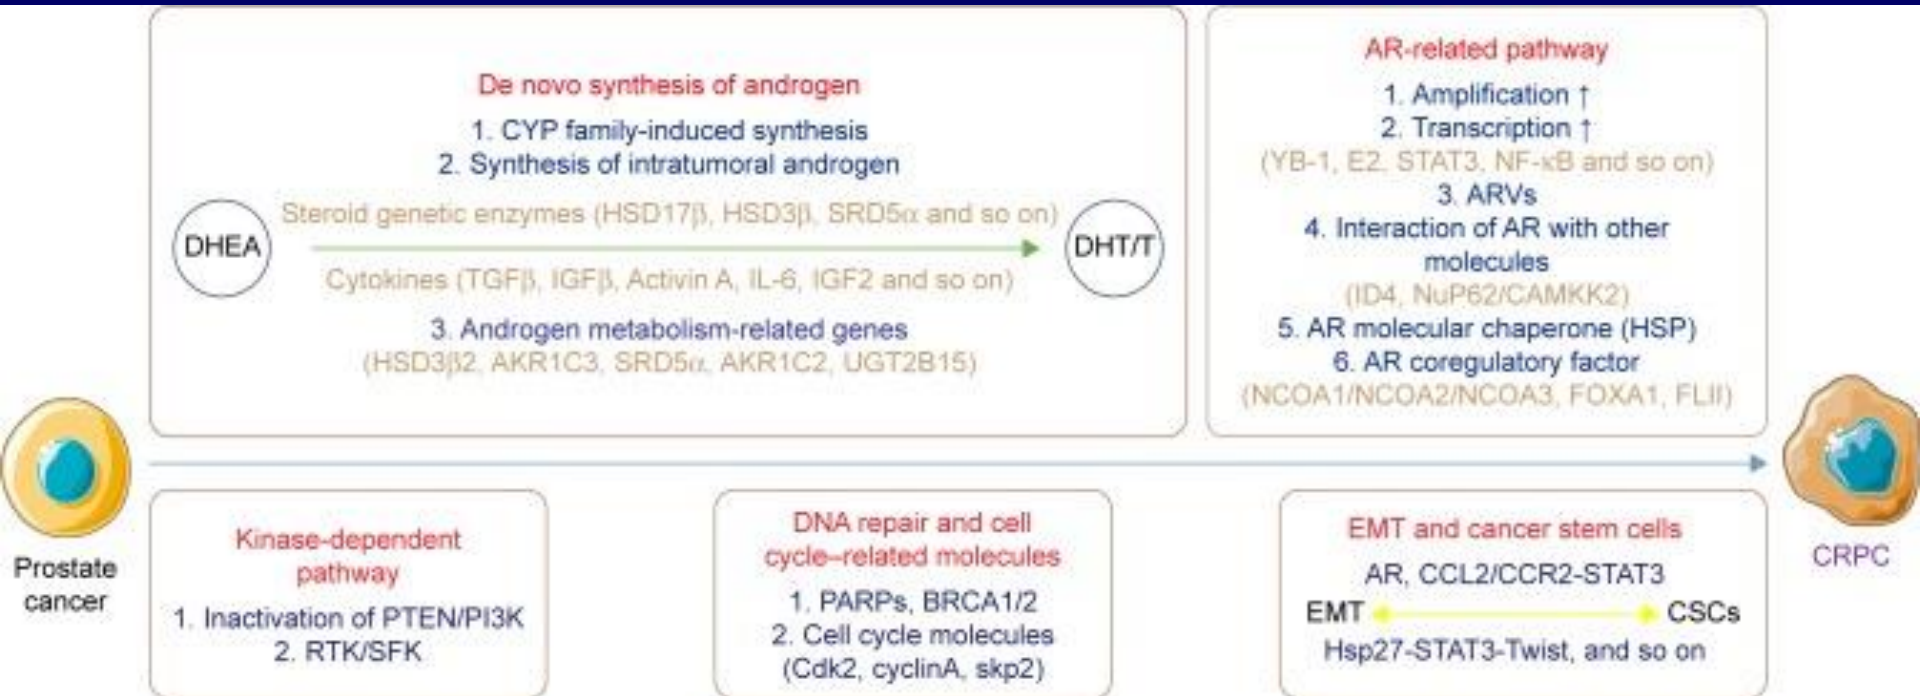 De novo synthesis of androgen
1. CYP family-induced synthesis
2. Synthesis of intratumoral androgen
Steroid genetic enzymes (HSD17β, HSD3β, SRD5α and so on)
DHEA
DHT/T
Cytokines (TGFβ, IGFβ, Activin A, IL-6, IGF2 and so on)
3. Androgen metabolism-related genes
(HSD3β2, AKR1C3, SRD5α, AKR1C2, UGT2B15)
AR-related pathway
1. Amplification ↑
2. Transcription ↑
(YB-1, E2, STAT3, NF-κB and so on)
3. ARVs
4. Interaction of AR with other
molecules
(ID4, NuP62/CAMKK2)
5. AR molecular chaperone (HSP)
6. AR coregulatory factor
(NCOA1/NCOA2/NCOA3, FOXA1, FLII)
Prostate
cancer
CRPC
Kinase-dependent
pathway
1. Inactivation of PTEN/PI3K
2. RTK/SFK
DNA repair and cell
cycle–related molecules
1. PARPs, BRCA1/2
2. Cell cycle molecules
(Cdk2, cyclinA, skp2)
EMT and cancer stem cells
AR, CCL2/CCR2-STAT3
EMT
CSCs
Hsp27-STAT3-Twist, and so on